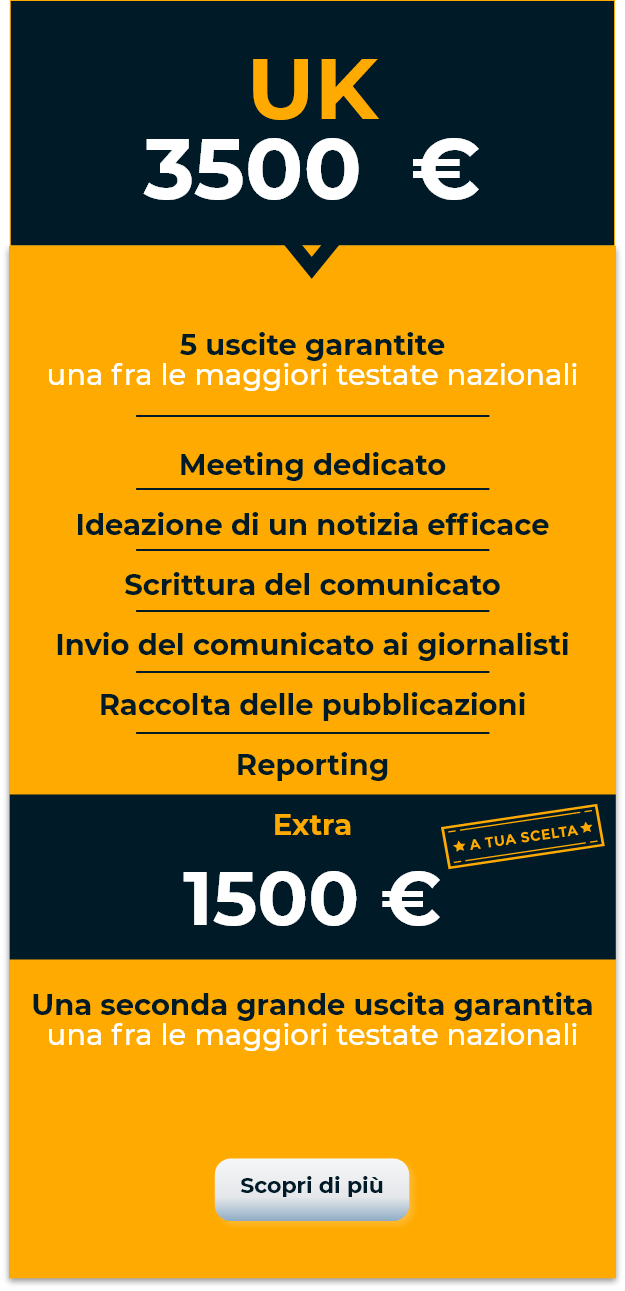 UK
3500 €
5 uscite garantite
una fra le maggiori testate nazionali
Meeting dedicato
Ideazione di un notizia efficace
Scrittura del comunicato
Invio del comunicato ai giornalisti
Raccolta delle pubblicazioni
Reporting
Extra
A TUA SCELTA
1500 €
Una seconda grande uscita garantita
una fra le maggiori testate nazionali
Scopri di più